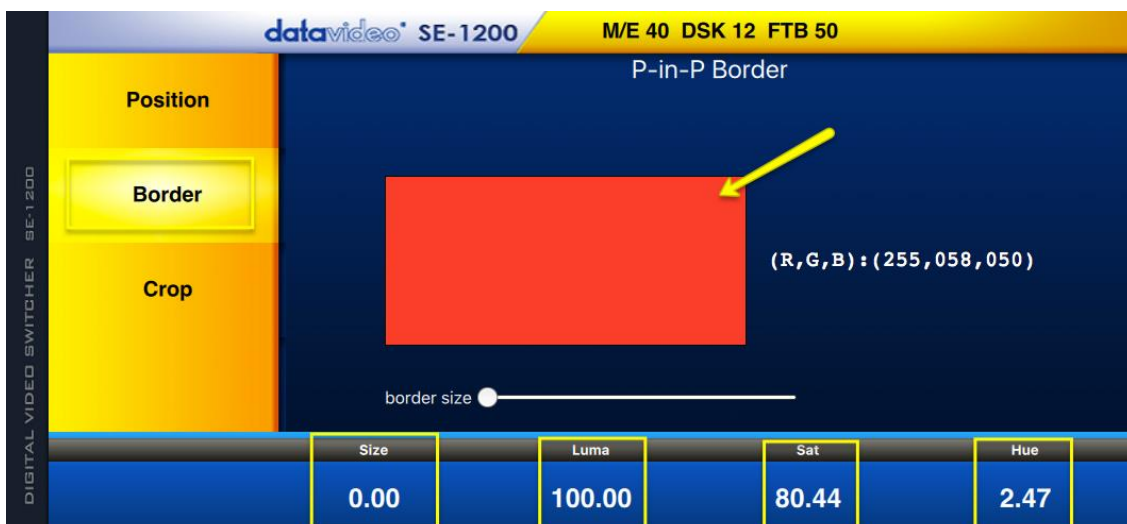 datavideo® SE-1200
M/E 40 DSK 12 FTB 50
DIGITAL VIDEO SWITCHER SE-1200
Position
Border
Crop
P-in-P Border
(R,G,B):(255,058,050)
border size
Size
0.00
Luma
100.00
Sat
80.44
Hue
2.47